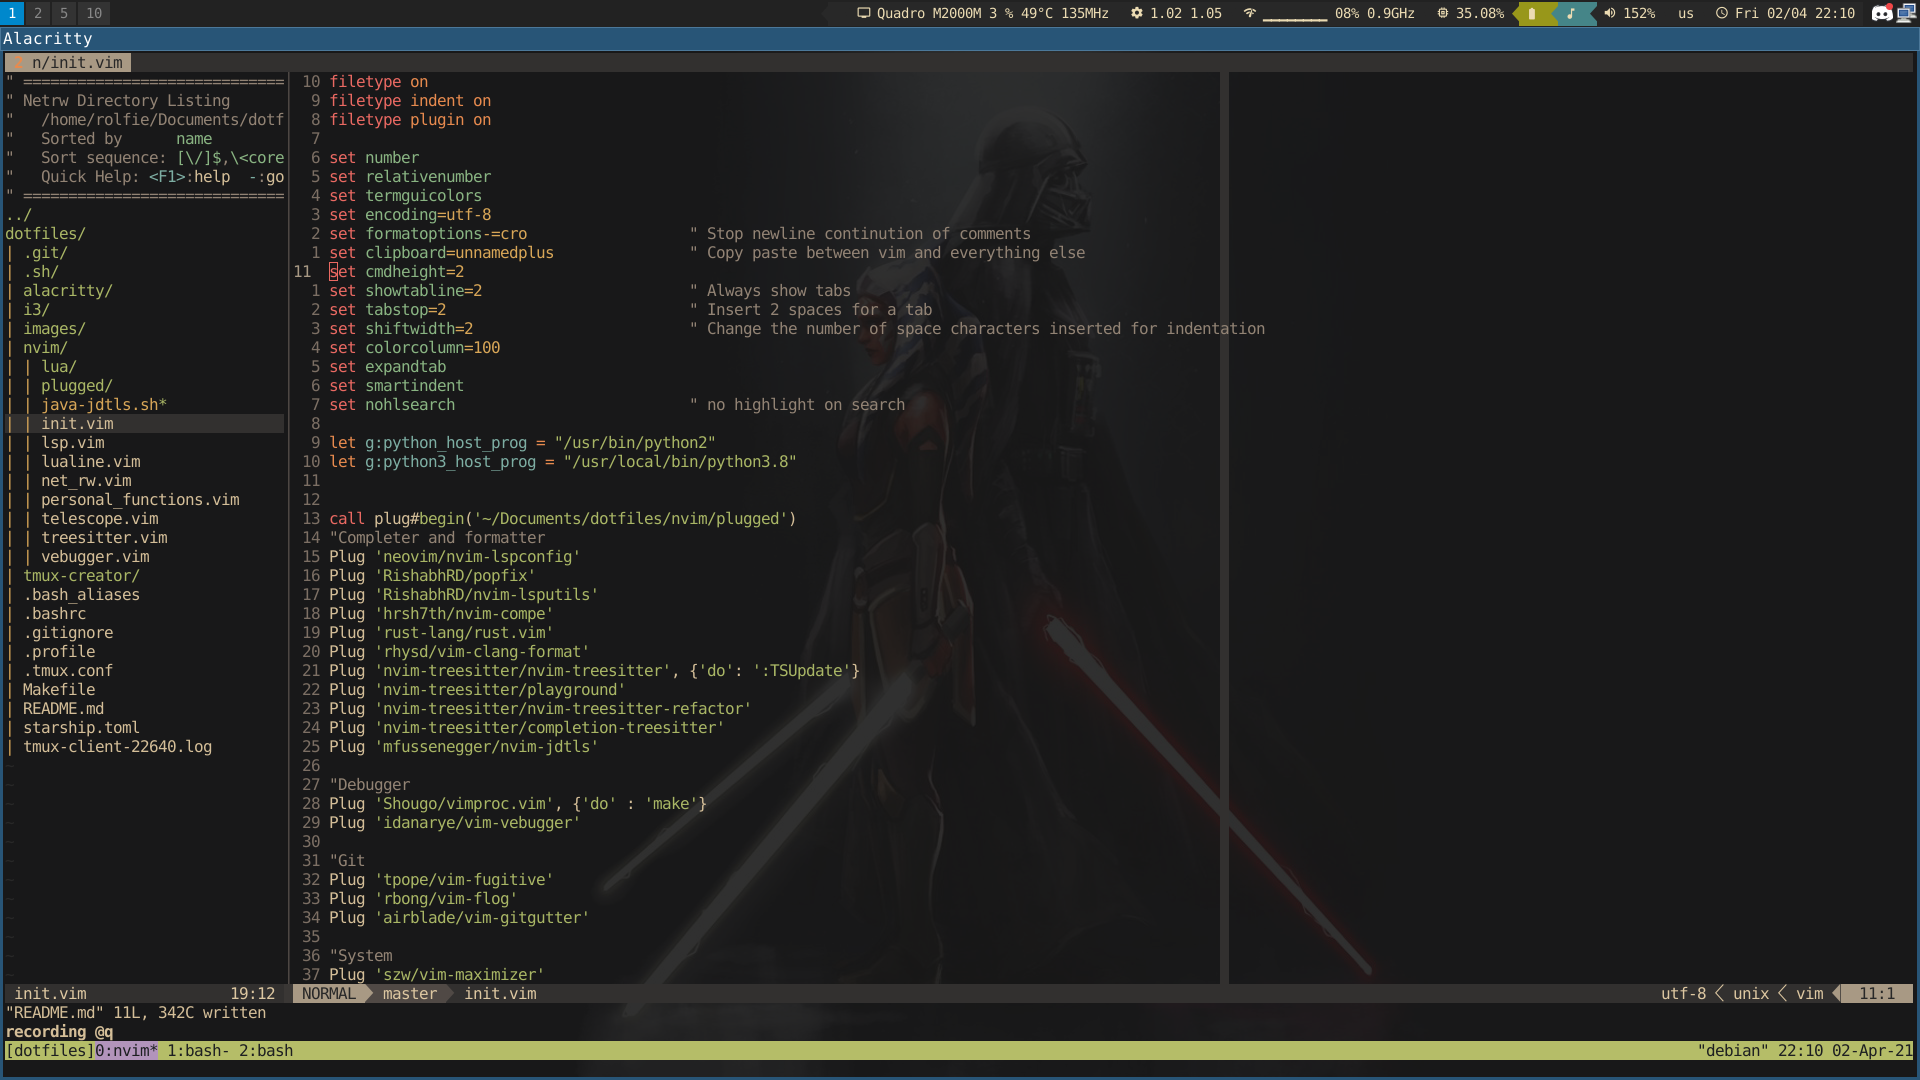 1 2 5 10 Quadro M2000M 3 % 49°C 135MHz 1.02 1.05 08% 0.9GHz 35.08% 152% us Fri 02/04 22:10
Alacritty
2 n/init.vim
" =============================
" Netrw Directory Listing
"   /home/rolfie/Documents/dotf
"   Sorted by      name
"   Sort sequence: [\/]$,\<core
"   Quick Help: <F1>:help  -:go
" =============================
../
dotfiles/
| .git/
| .sh/
| alacritty/
| i3/
| images/
| nvim/
| | lua/
| | plugged/
| | java-jdtls.sh*
| | init.vim
| | lsp.vim
| | lualine.vim
| | net_rw.vim
| | personal_functions.vim
| | telescope.vim
| | treesitter.vim
| | vebugger.vim
| tmux-creator/
| .bash_aliases
| .bashrc
| .gitignore
| .profile
| .tmux.conf
| Makefile
| README.md
| starship.toml
| tmux-client-22640.log
10 filetype on
9 filetype indent on
8 filetype plugin on
7
6 set number
5 set relativenumber
4 set termguicolors
3 set encoding=utf-8
2 set formatoptions-=cro                  " Stop newline continution of comments
1 set clipboard=unnamedplus               " Copy paste between vim and everything else
11 set cmdheight=2
1 set showtabline=2                       " Always show tabs
2 set tabstop=2                           " Insert 2 spaces for a tab
3 set shiftwidth=2                        " Change the number of space characters inserted for indentation
4 set colorcolumn=100
5 set expandtab
6 set smartindent
7 set nohlsearch                          " no highlight on search
8
9 let g:python_host_prog = "/usr/bin/python2"
10 let g:python3_host_prog = "/usr/local/bin/python3.8"
11
12
13 call plug#begin('~/Documents/dotfiles/nvim/plugged')
14 "Completer and formatter
15 Plug 'neovim/nvim-lspconfig'
16 Plug 'RishabhRD/popfix'
17 Plug 'RishabhRD/nvim-lsputils'
18 Plug 'hrsh7th/nvim-compe'
19 Plug 'rust-lang/rust.vim'
20 Plug 'rhysd/vim-clang-format'
21 Plug 'nvim-treesitter/nvim-treesitter', {'do': ':TSUpdate'}
22 Plug 'nvim-treesitter/playground'
23 Plug 'nvim-treesitter/nvim-treesitter-refactor'
24 Plug 'nvim-treesitter/completion-treesitter'
25 Plug 'mfussenegger/nvim-jdtls'
26
27 "Debugger
28 Plug 'Shougo/vimproc.vim', {'do' : 'make'}
29 Plug 'idanarye/vim-vebugger'
30
31 "Git
32 Plug 'tpope/vim-fugitive'
33 Plug 'rbong/vim-flog'
34 Plug 'airblade/vim-gitgutter'
35
36 "System
37 Plug 'szw/vim-maximizer'
init.vim 19:12 NORMAL master init.vim utf-8 unix vim 11:1
"README.md" 11L, 342C written
recording @q
[dotfiles]0:nvim* 1:bash- 2:bash "debian" 22:10 02-Apr-21